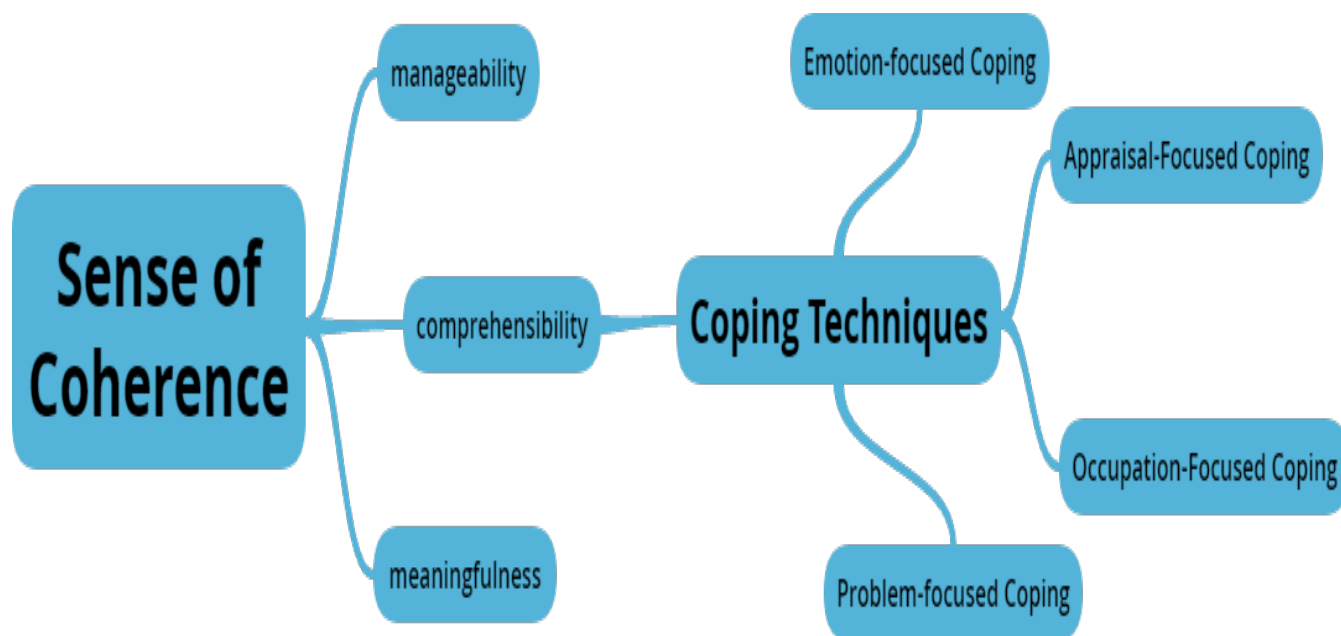 manageability
Emotion-focused Coping
Appraisal-Focused Coping
Sense of
Coherence
comprehensibility
Coping Techniques
Occupation-Focused Coping
meaningfulness
Problem-focused Coping